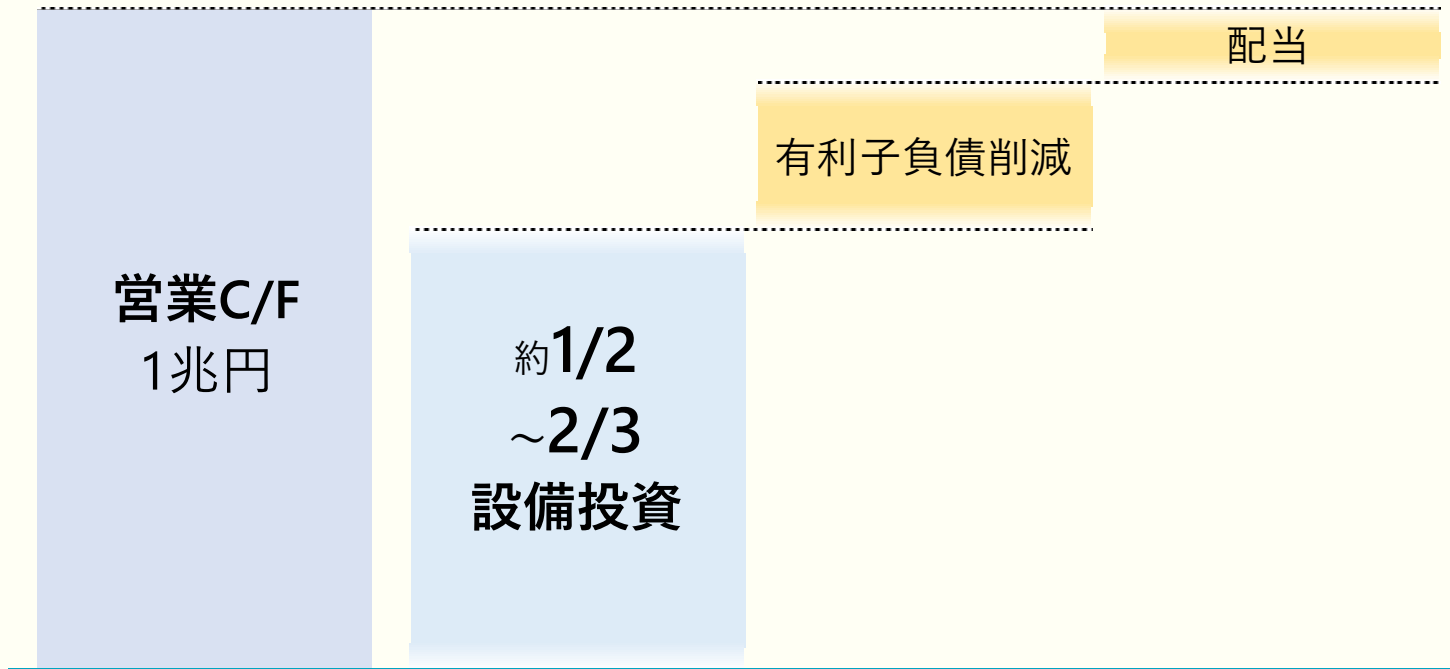 営業C/F
1兆円
約1/2
～2/3
設備投資
有利子負債削減
配当